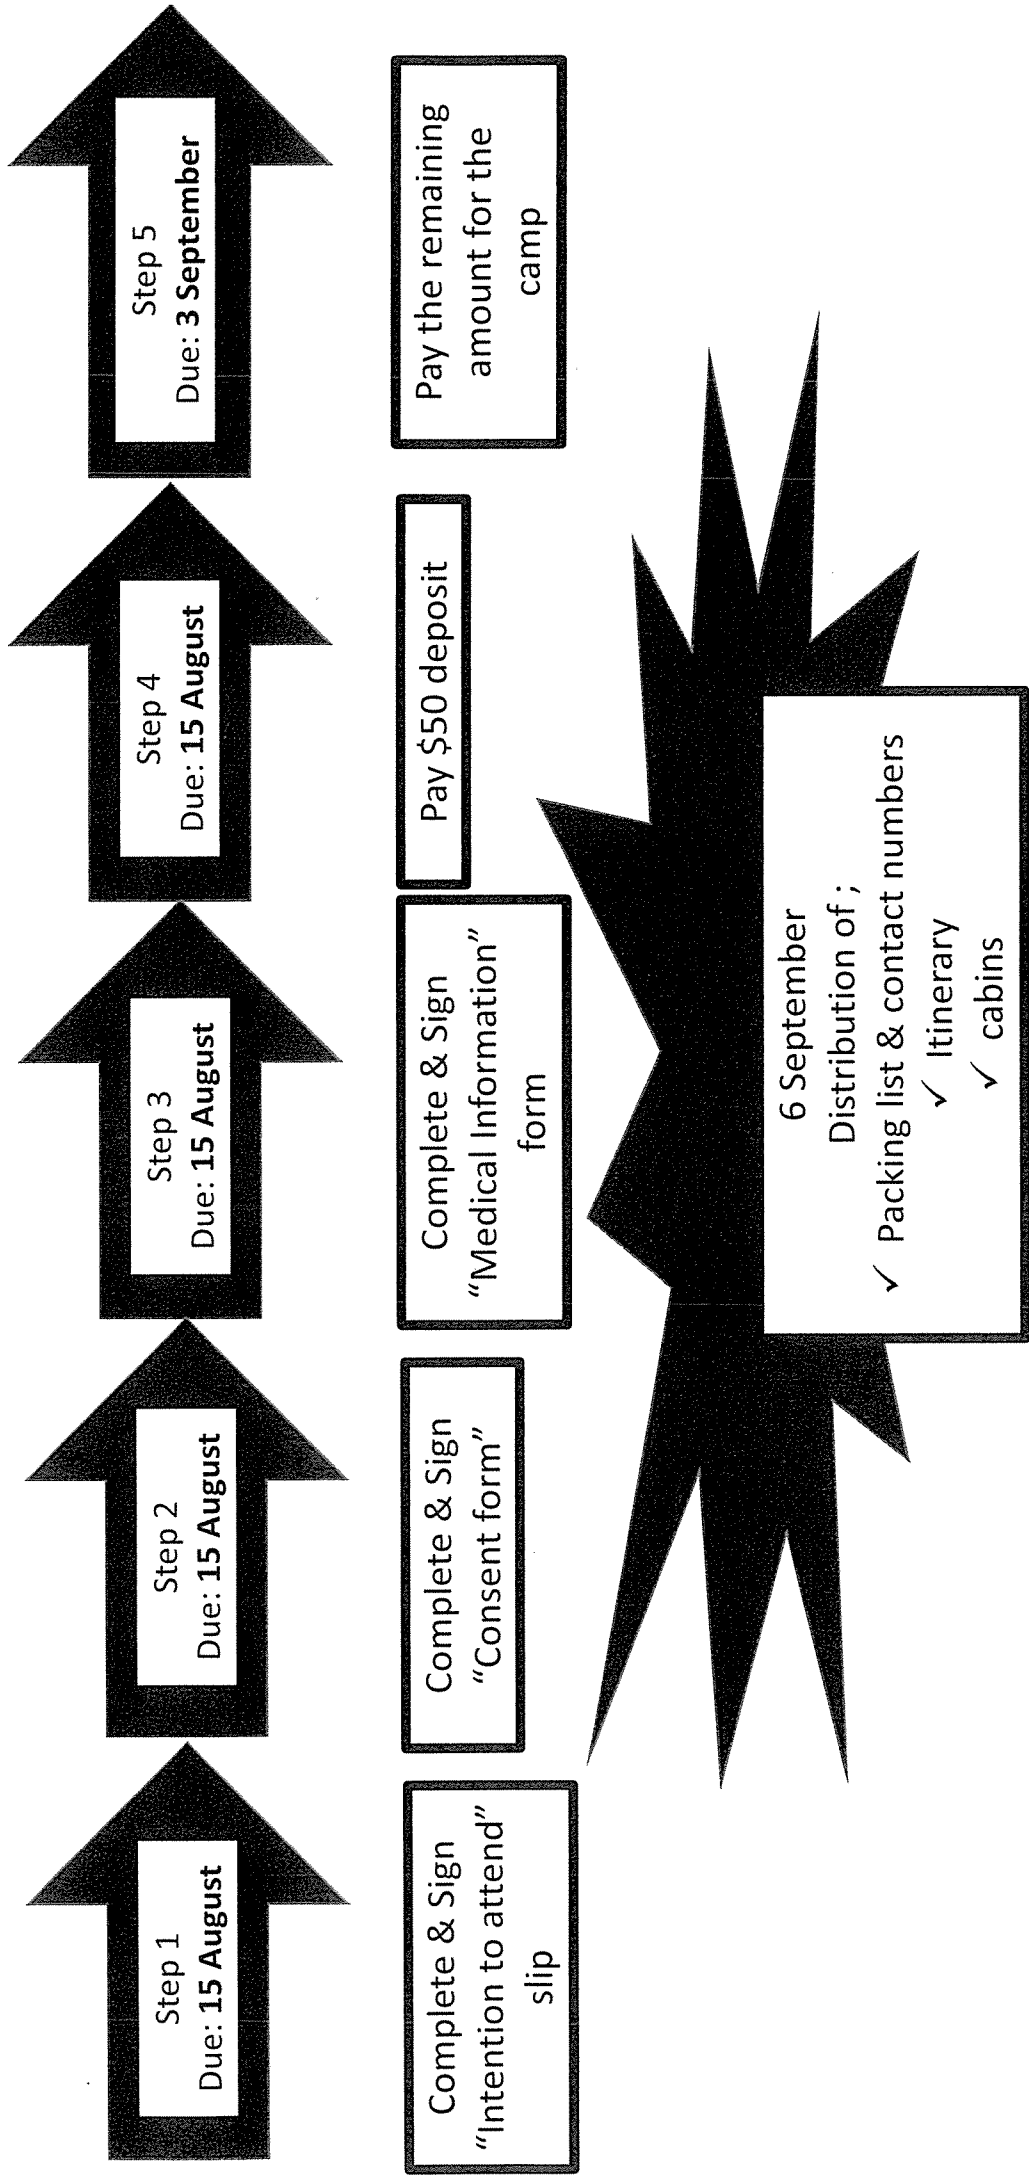 Step 1
Due: 15 August
Step 2
Due: 15 August
Step 3
Due: 15 August
Step 4
Due: 15 August
Step 5
Due: 3 September
Complete & Sign
“Intention to attend”
slip
Complete & Sign
“Consent form”
Complete & Sign
“Medical Information”
form
Pay $50 deposit
Pay the remaining
amount for the
camp
6 September
Distribution of ;
✓ Packing list & contact numbers
✓ Itinerary
✓ cabins